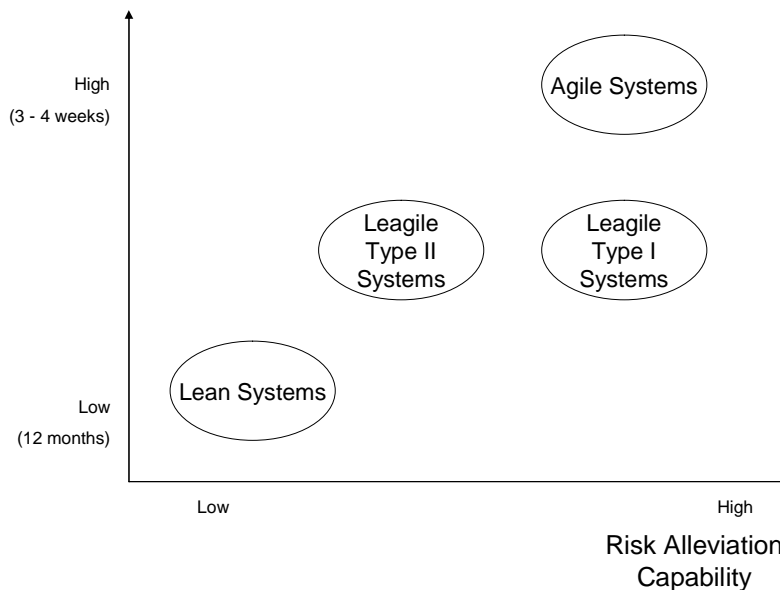 High
(3 - 4 weeks)
Agile Systems
Leagile
Type II
Systems
Leagile
Type I
Systems
Lean Systems
Low
(12 months)
Low
High
Risk Alleviation
Capability